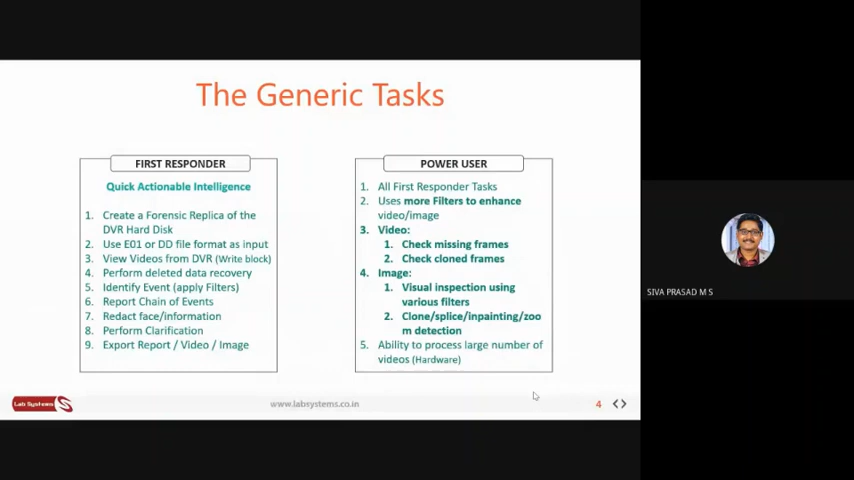 The Generic Tasks
FIRST RESPONDER
Quick Actionable Intelligence
1. Create a Forensic Replica of the
DVR Hard Disk
2. Use E01 or DD file format as input
3. View Videos from DVR (Write block)
4. Perform deleted data recovery
5. Identify Event (apply Filters)
6. Report Chain of Events
7. Redact face/information
8. Perform Clarification
9. Export Report / Video / Image
POWER USER
1. All First Responder Tasks
2. Uses more Filters to enhance
video/image
3. Video:
1. Check missing frames
2. Check cloned frames
4. Image:
1. Visual inspection using
various filters
2. Clone/splice/inpainting/zoo
m detection
5. Ability to process large number of
videos (Hardware)
Lab Systems
www.labsystems.co.in
4
SIVA PRASAD M S